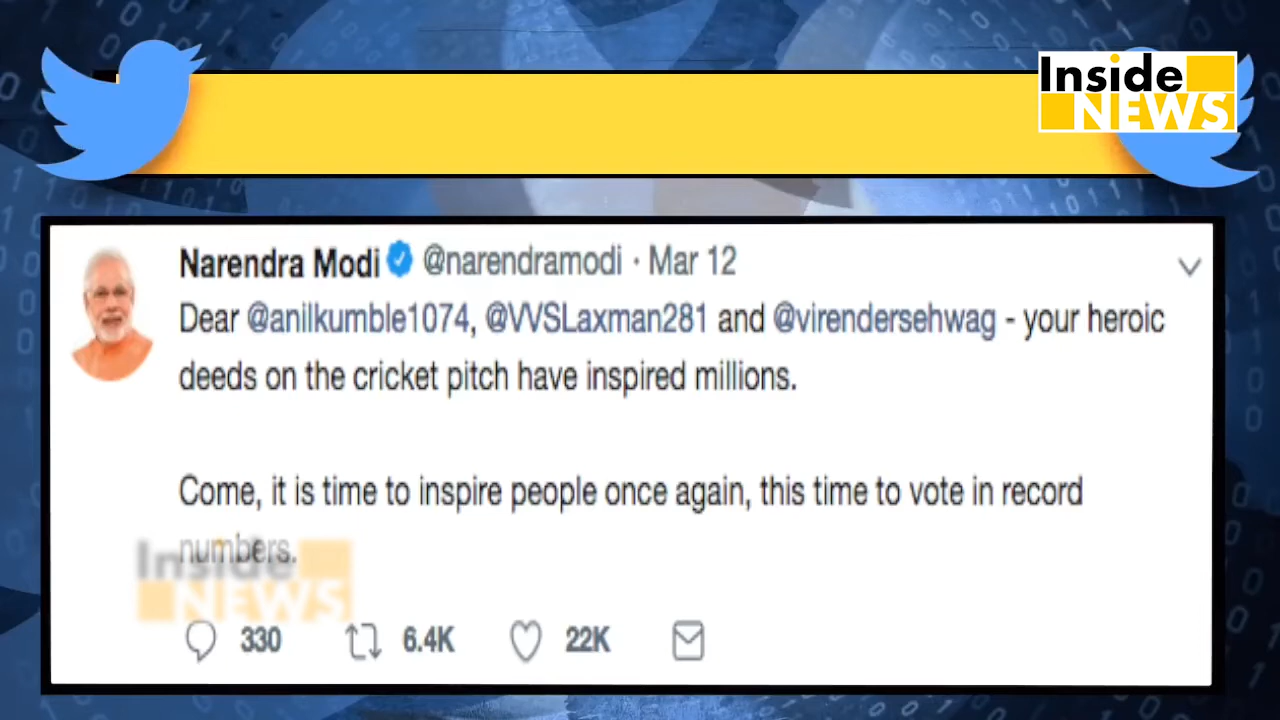 Inside
NEWS
Narendra Modi @narendramodi · Mar 12
Dear @anilkumble1074, @VVSLaxman281 and @virendersehwag - your heroic
deeds on the cricket pitch have inspired millions.
Come, it is time to inspire people once again, this time to vote in record
numbers.
Inside
NEWS
330 6.4K 22K